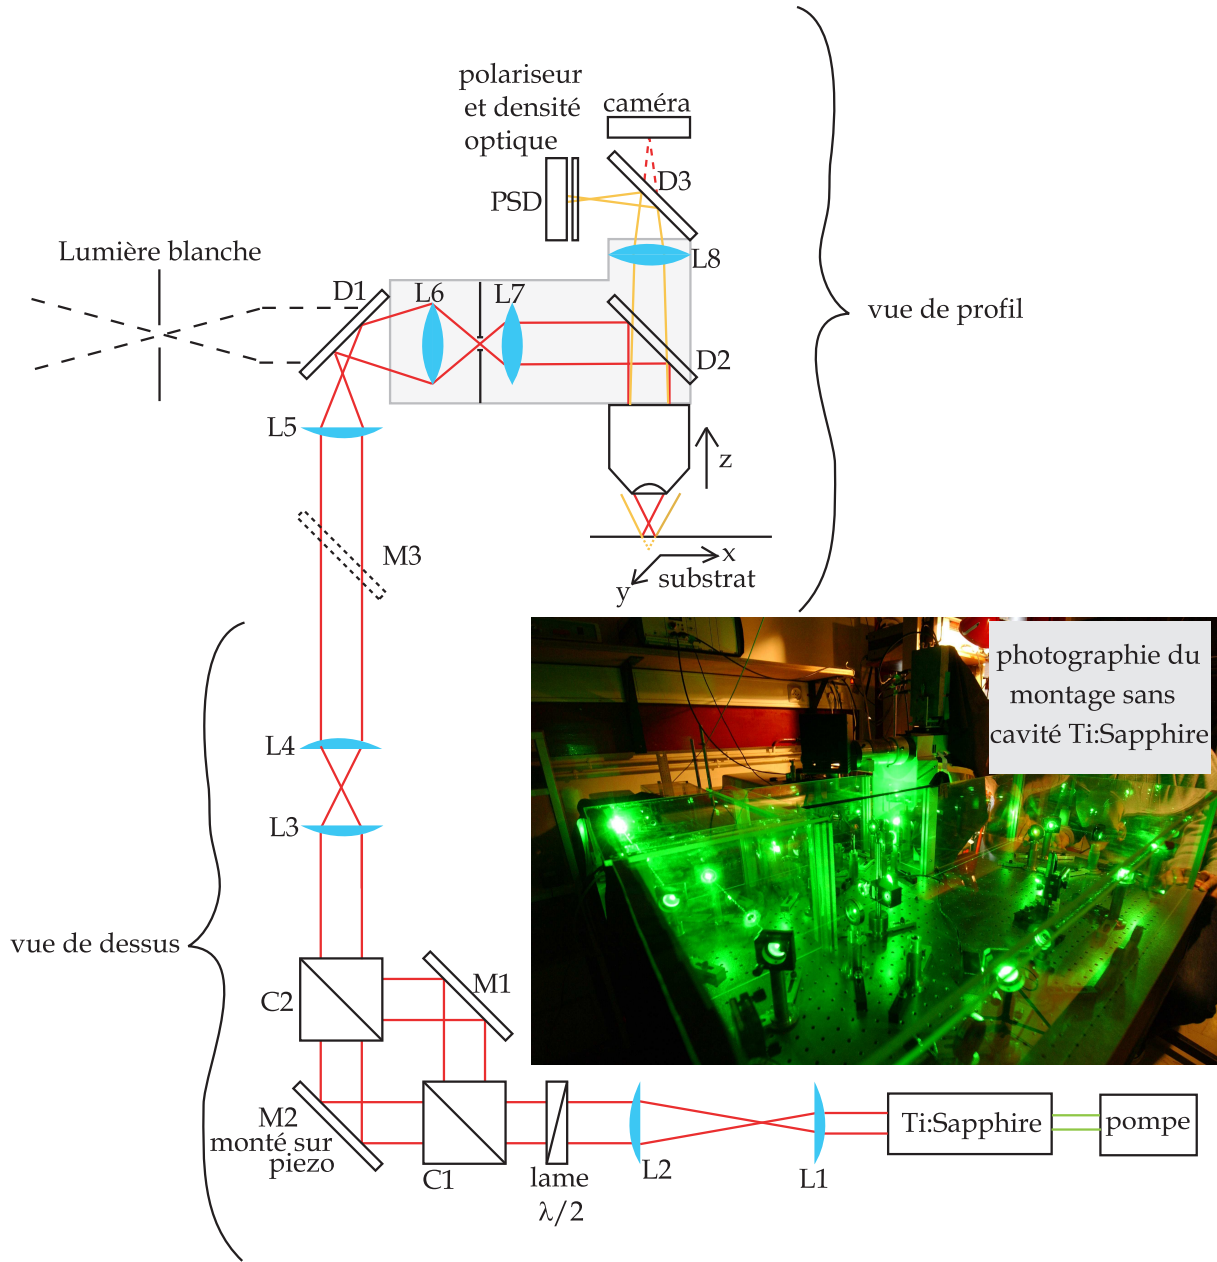 polariseur
et densité
optique
caméra
D3
PSD
L8
Lumière blanche
D1
L6
L7
vue de profil
D2
L5
z
M3
x
substrat
y
photographie du
montage sans
cavité Ti:Sapphire
L4
L3
vue de dessus
C2
M1
M2
monté sur
piezo
C1
lame
λ/2
L2
L1
Ti:Sapphire
pompe